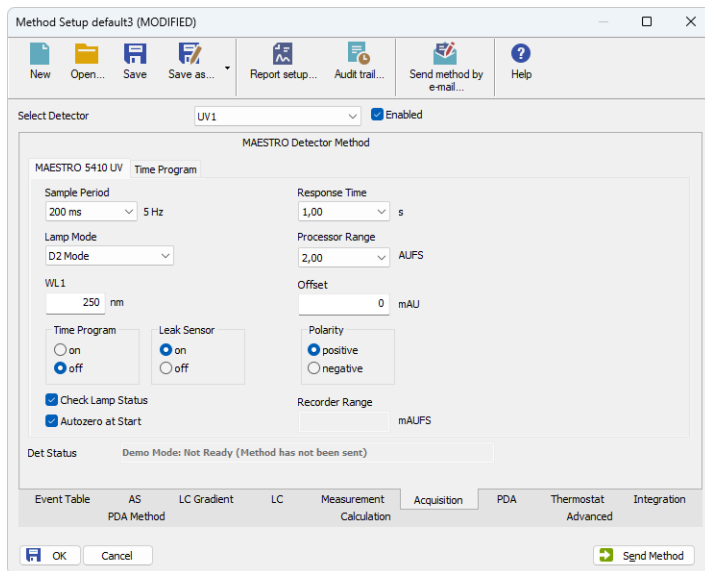 Method Setup default3 (MODIFIED)
New Open... Save Save as... Report setup... Audit trail... Send method by e-mail... Help
Select Detector UV1 Enabled
MAESTRO Detector Method
MAESTRO 5410 UV Time Program
Sample Period Response Time
200 ms 5 Hz 1,00 s
Lamp Mode Processor Range
D2 Mode 2,00 AUFS
WL1 Offset
250 nm 0 mAU
Time Program Leak Sensor Polarity
on on positive
off off negative
Check Lamp Status Recorder Range
Autozero at Start mAUFS
Det Status Demo Mode: Not Ready (Method has not been sent)
Event Table AS LC Gradient LC Measurement Acquisition PDA Thermostat Integration
PDA Method Calculation Advanced
OK Cancel Send Method